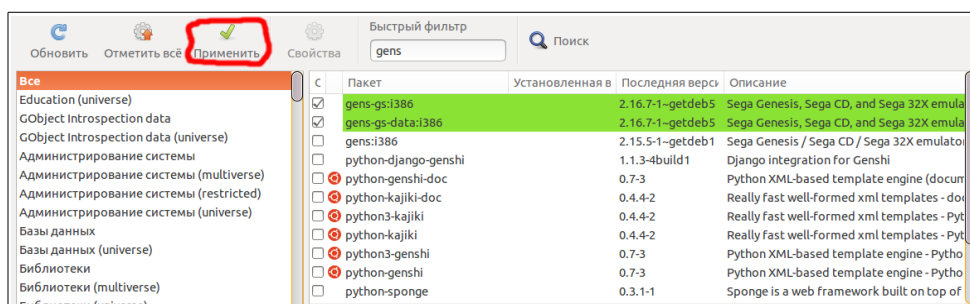 Быстрый фильтр
Обновить Отметить всё Применить Свойства gens Поиск
Все
Education (universe)
GObject Introspection data
GObject Introspection data (universe)
Администрирование системы
Администрирование системы (multiverse)
Администрирование системы (restricted)
Администрирование системы (universe)
Базы данных
Базы данных (universe)
Библиотеки
Библиотеки (multiverse)
С Пакет Установленная в Последняя верси Описание
gens-gs:i386 2.16.7-1~getdeb5 Sega Genesis, Sega CD, and Sega 32X emula
gens-gs-data:i386 2.16.7-1~getdeb5 Sega Genesis, Sega CD, and Sega 32X emula
gens:i386 2.15.5-1~getdeb1 Sega Genesis / Sega CD / Sega 32X emulator
python-django-genshi 1.1.3-4build1 Django integration for Genshi
python-genshi-doc 0.7-3 Python XML-based template engine (docum
python-kajiki-doc 0.4.4-2 Really fast well-formed xml templates - doc
python3-kajiki 0.4.4-2 Really fast well-formed xml templates - Pyt
python-kajiki 0.4.4-2 Really fast well-formed xml templates - Pyt
python3-genshi 0.7-3 Python XML-based template engine - Pytho
python-genshi 0.7-3 Python XML-based template engine - Pytho
python-sponge 0.3.1-1 Sponge is a web framework built on top of